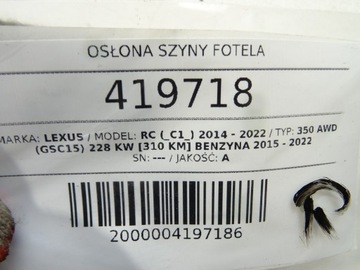 OSŁONA SZYNY FOTELA
419718
MARKA: LEXUS / MODEL: RC (_C1_) 2014 - 2022 / TYP: 350 AWD
(GSC15) 228 KW [310 KM] BENZYNA 2015 - 2022
SN: --- / JAKOŚĆ: A
2000004197186
R